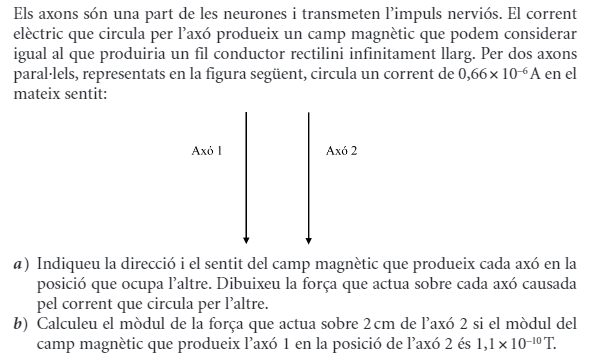 Els axons són una part de les neurones i transmeten l'impuls nerviós. El corrent
elèctric que circula per l'axó produeix un camp magnètic que podem considerar
igual al que produiria un fil conductor rectilini infinitament llarg. Per dos axons
paral·lels, representats en la figura següent, circula un corrent de 0,66 × 10⁻⁶ A en el
mateix sentit:
Axó 1
Axó 2
a) Indiqueu la direcció i el sentit del camp magnètic que produeix cada axó en la
posició que ocupa l'altre. Dibuixeu la força que actua sobre cada axó causada
pel corrent que circula per l'altre.
b) Calculeu el mòdul de la força que actua sobre 2 cm de l'axó 2 si el mòdul del
camp magnètic que produeix l'axó 1 en la posició de l'axó 2 és 1,1 × 10⁻¹⁰ T.